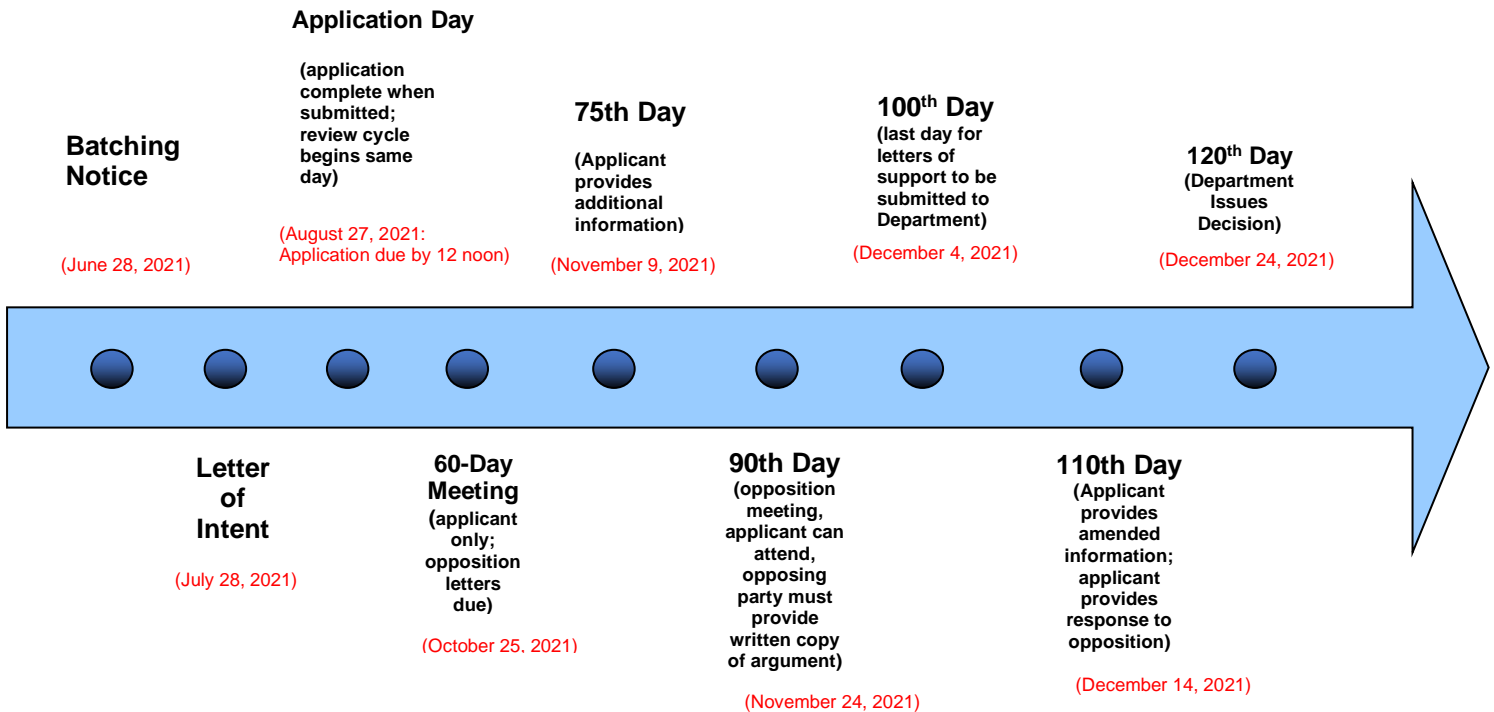 Batching
Notice
(June 28, 2021)
Letter
of
Intent
(July 28, 2021)
Application Day
(application
complete when
submitted;
review cycle
begins same
day)
(August 27, 2021:
Application due by 12 noon)
60-Day
Meeting
(applicant
only;
opposition
letters
due)
(October 25, 2021)
75th Day
(Applicant
provides
additional
information)
(November 9, 2021)
90th Day
(opposition
meeting,
applicant can
attend,
opposing
party must
provide
written copy
of argument)
(November 24, 2021)
100th Day
(last day for
letters of
support to be
submitted to
Department)
(December 4, 2021)
110th Day
(Applicant
provides
amended
information;
applicant
provides
response to
opposition)
(December 14, 2021)
120th Day
(Department
Issues
Decision)
(December 24, 2021)